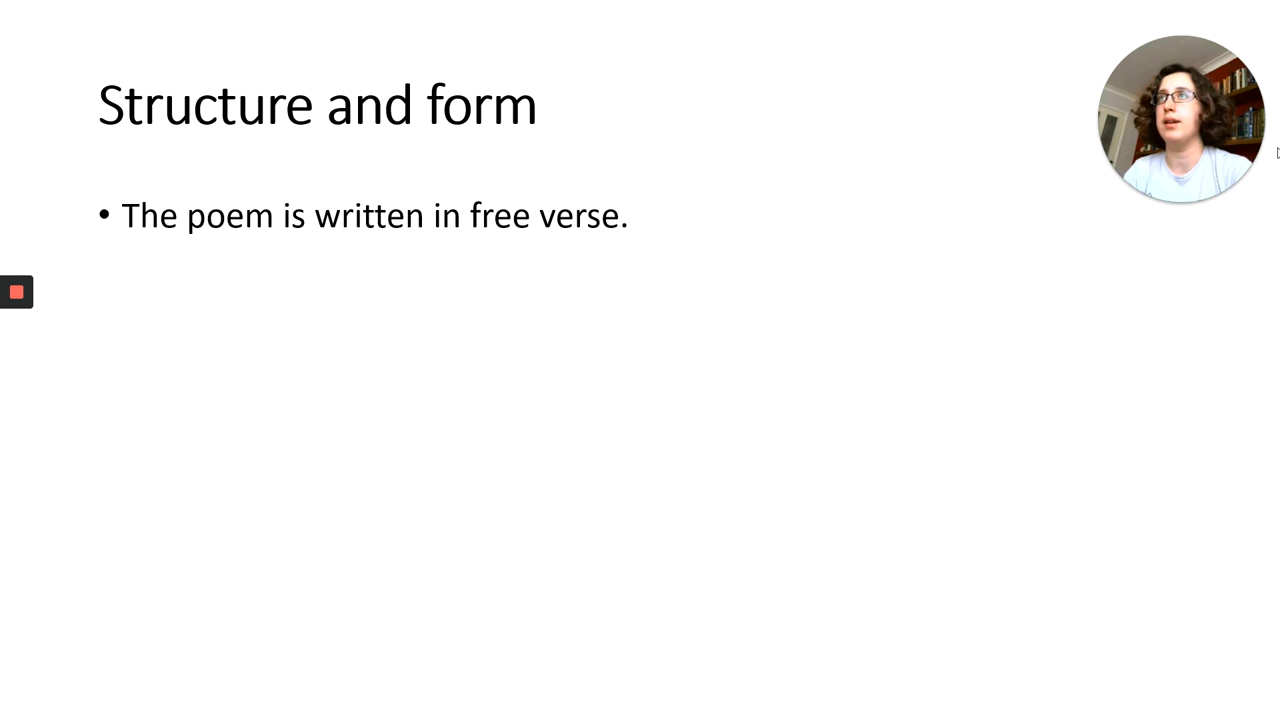 Structure and form
• The poem is written in free verse.